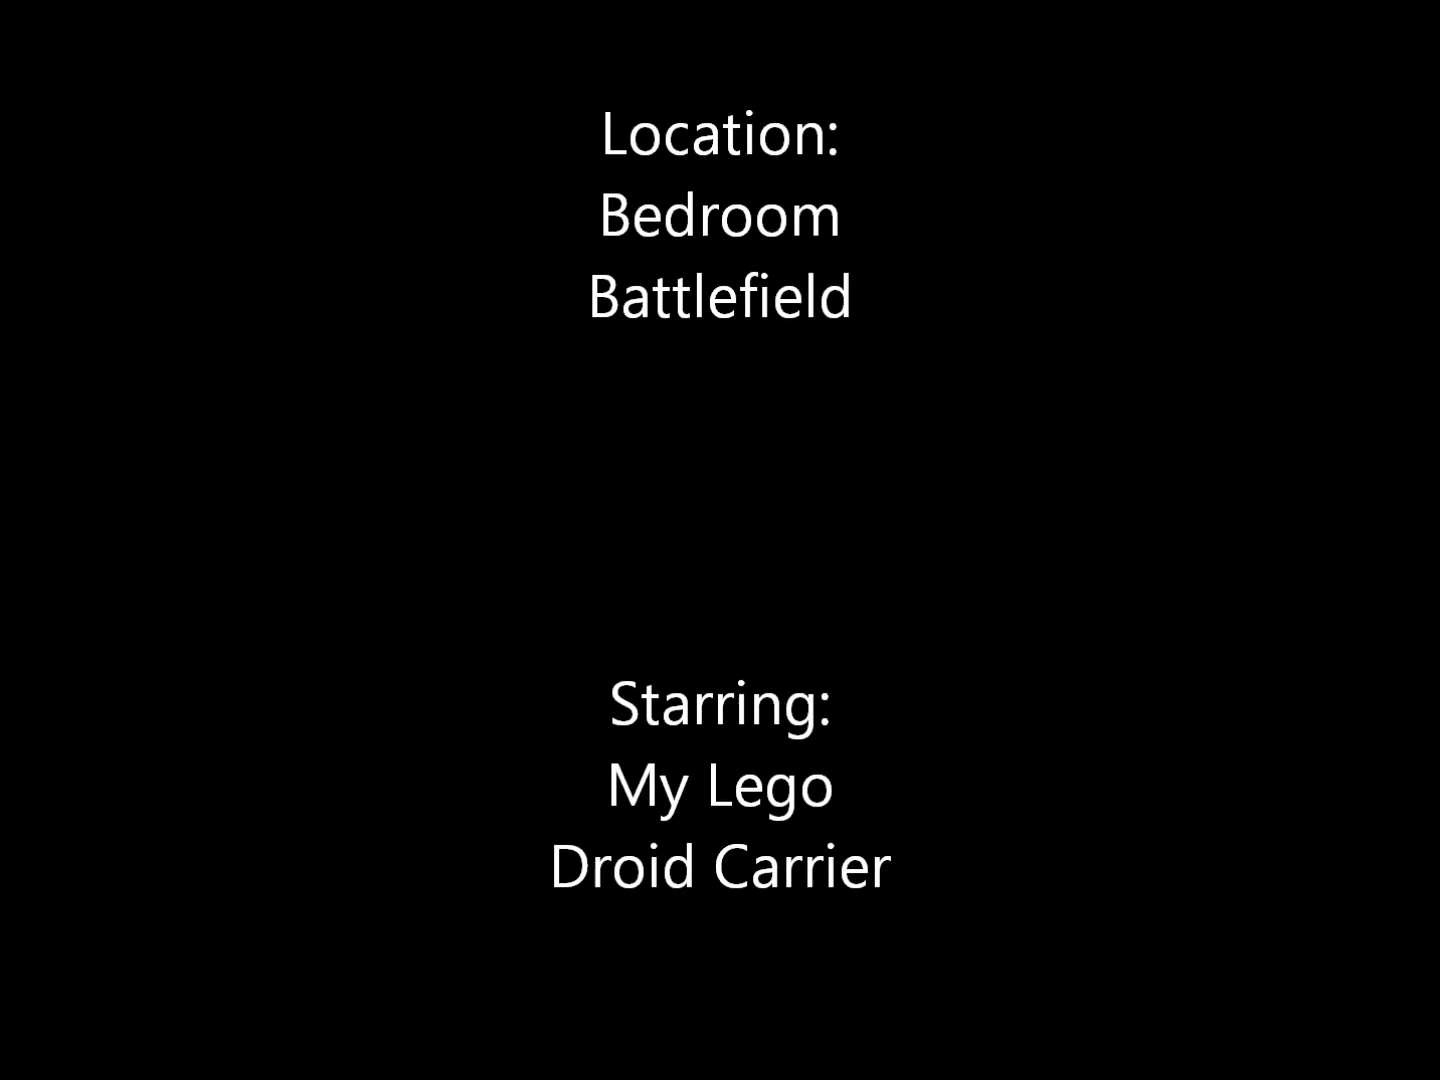 Location:
Bedroom
Battlefield
Starring:
My Lego
Droid Carrier